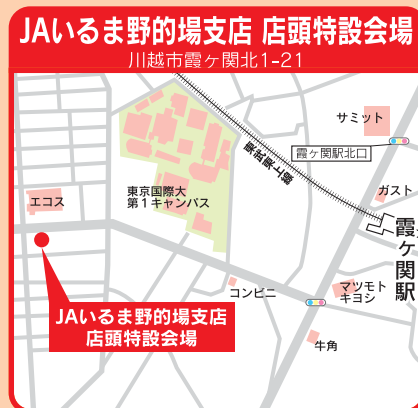 JAいるま野的場支店 店頭特設会場
川越市霞ヶ関北1-21
サミット
霞ヶ関駅北口
東武東上線
ガスト
エコス
東京国際大
第1キャンパス
霞ヶ関駅
コンビニ
マツモト
キヨシ
JAいるま野的場支店
店頭特設会場
牛角